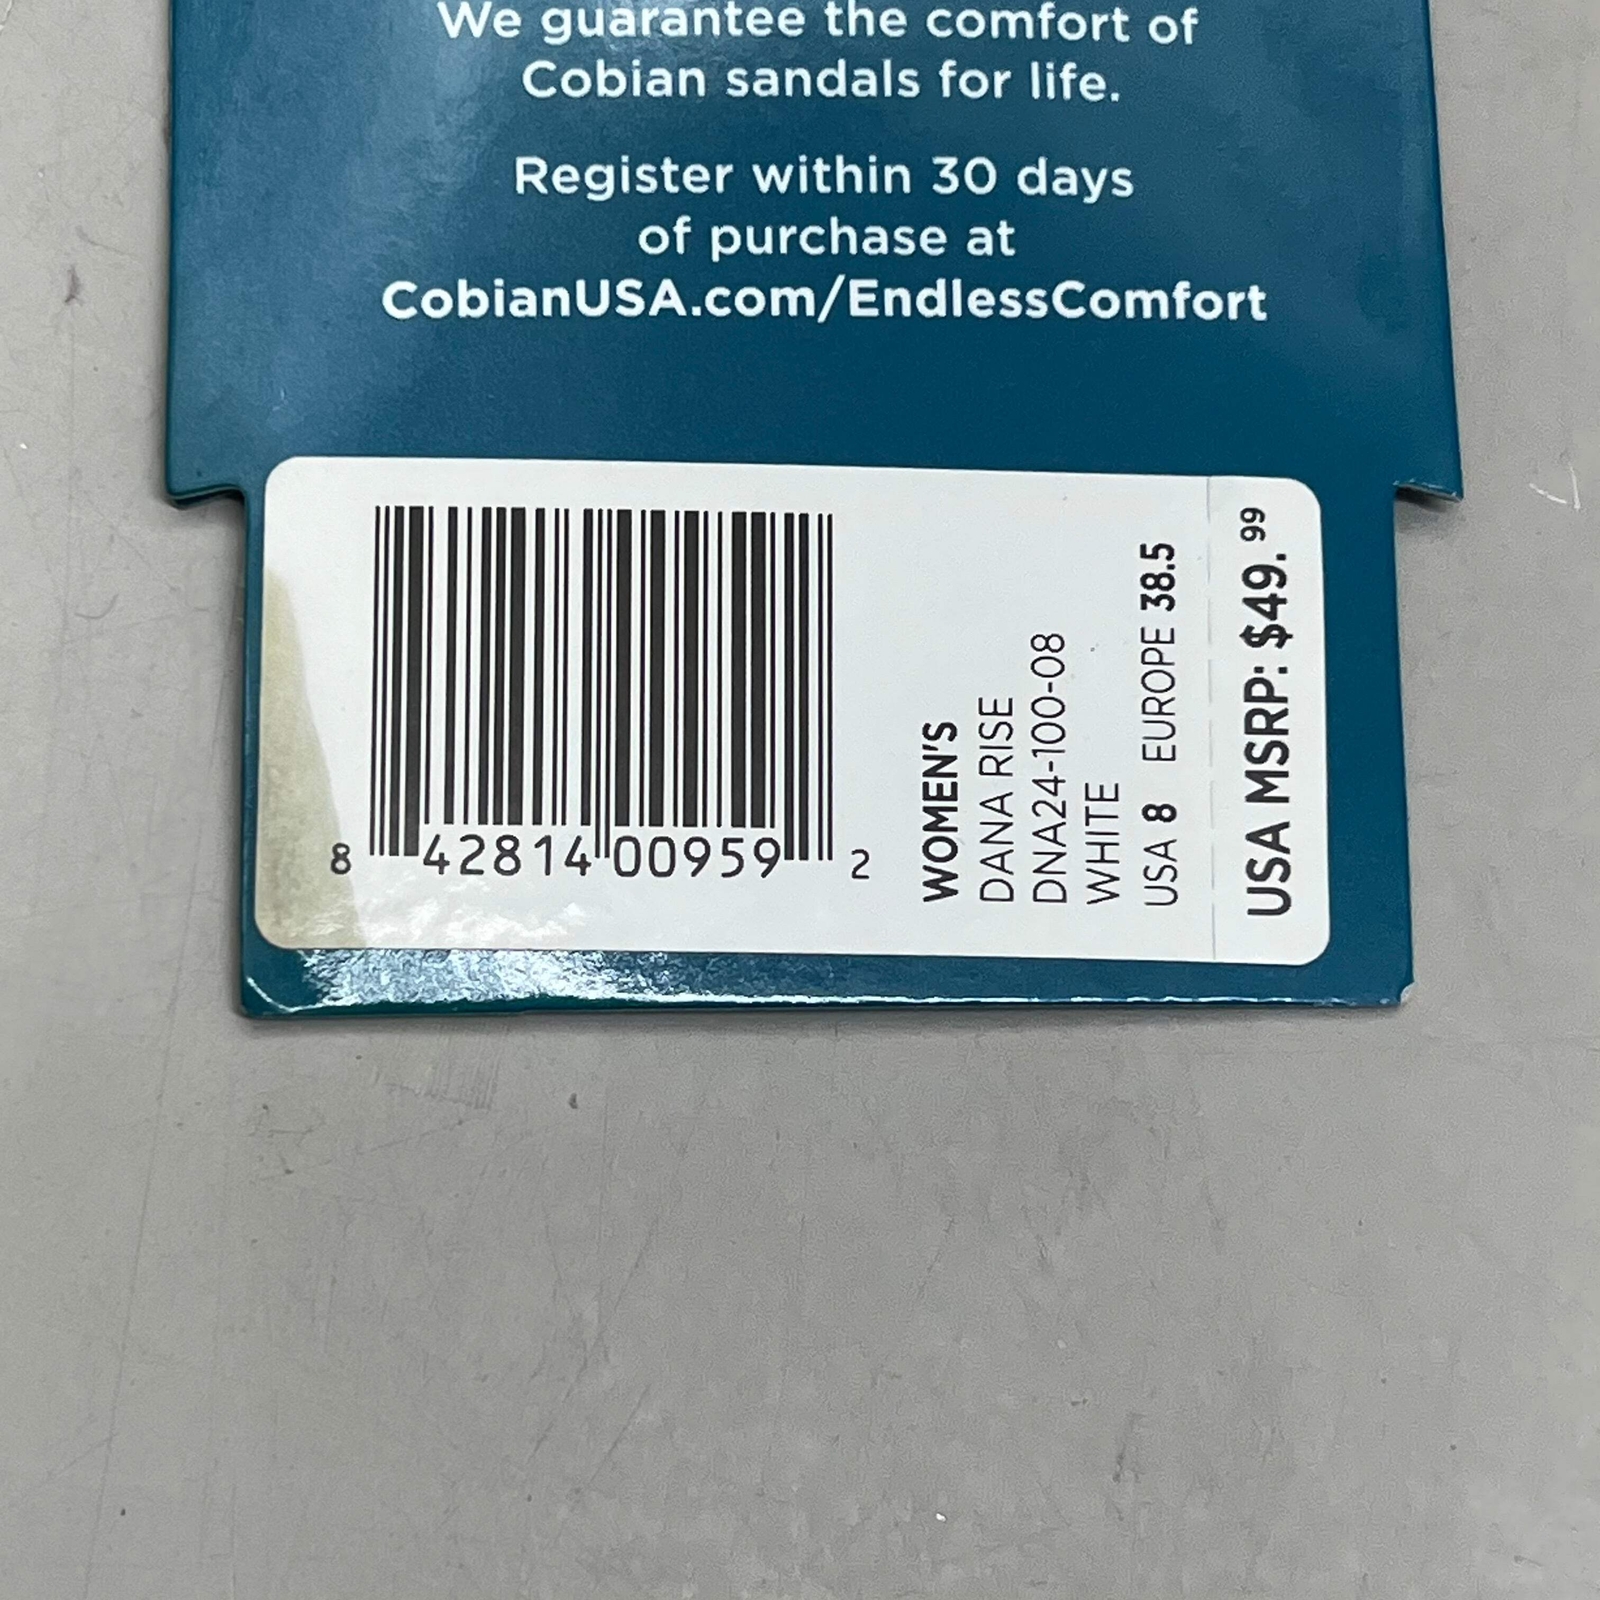 We guarantee the comfort of
Cobian sandals for life.
Register within 30 days
of purchase at
CobianUSA.com/EndlessComfort
8 42814 00959 2
WOMEN'S
DANA RISE
DNA24-100-08
WHITE
USA 8 EUROPE 38.5
USA MSRP: $49.99